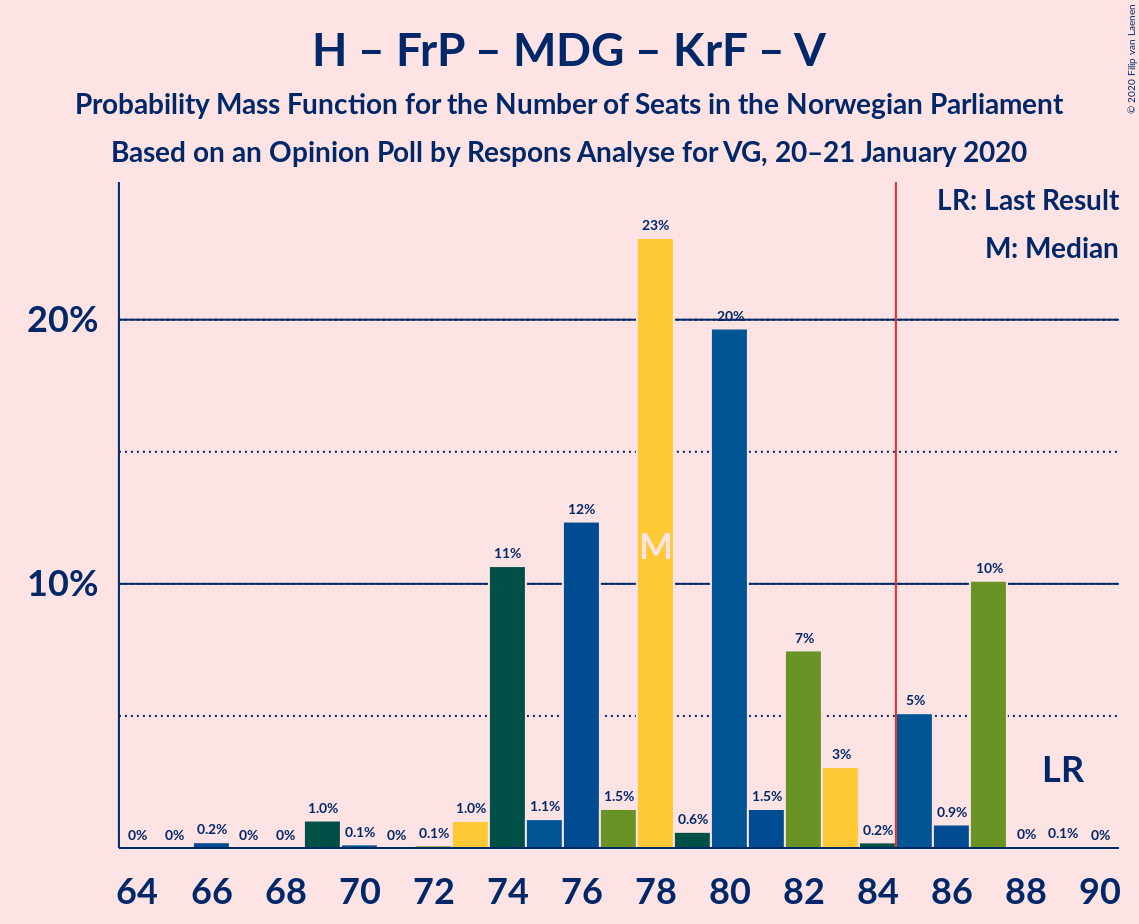 H – FrP – MDG – KrF – V
Probability Mass Function for the Number of Seats in the Norwegian Parliament
Based on an Opinion Poll by Respons Analyse for VG, 20–21 January 2020
© 2020 Filip van Laenen
LR: Last Result
M: Median
20%
10%
0% 0% 0.2% 0% 0% 1.0% 0.1% 0% 0.1% 1.0% 11% 1.1% 12% 1.5% 23% 0.6% 20% 1.5% 7% 3% 0.2% 5% 0.9% 10% 0% 0.1% 0%
M
LR
64 66 68 70 72 74 76 78 80 82 84 86 88 90